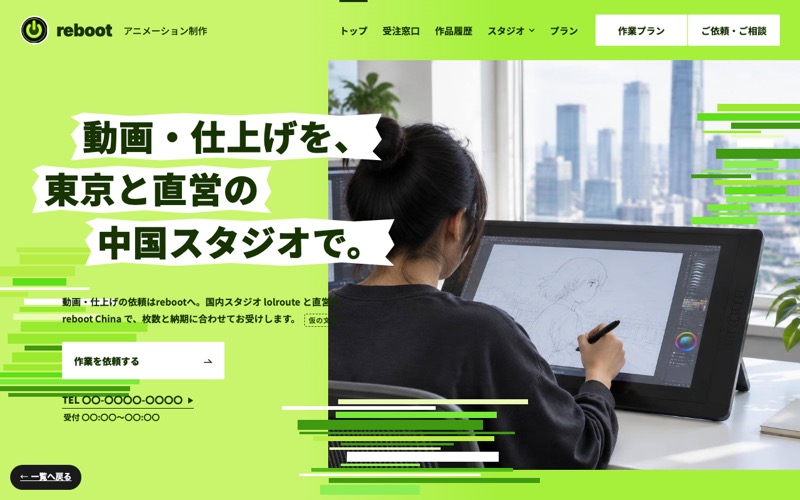 reboot アニメーション制作
トップ 受注窓口 作品履歴 スタジオ プラン 作業プラン ご依頼・ご相談
動画・仕上げを、
東京と直営の
中国スタジオで。
動画・仕上げの依頼はrebootへ。国内スタジオ lolroute と直営
reboot China で、枚数と納期に合わせてお受けします。 仮の文
作業を依頼する →
TEL 〇〇-〇〇〇〇-〇〇〇〇 ▶
受付 〇〇:〇〇〜〇〇:〇〇
← 一覧へ戻る